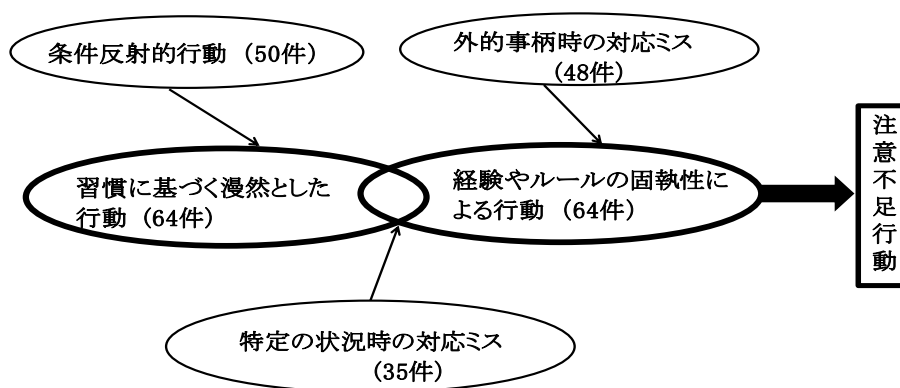 条件反射的行動 (50件)
外的事柄時の対応ミス
(48件)
習慣に基づく漫然とした
行動 (64件)
経験やルールの固執性に
よる行動 (64件)
注意不足行動
特定の状況時の対応ミス
(35件)